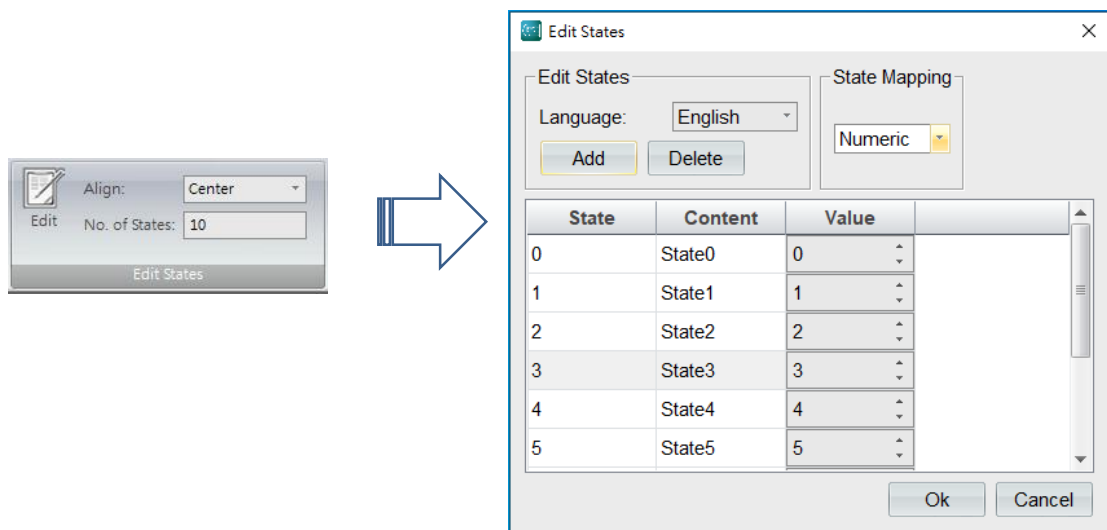 Align: Center
Edit No. of States: 10
Edit States
Edit States
Edit States State Mapping
Language: English
Numeric
Add Delete
State Content Value
0 State0 0
1 State1 1
2 State2 2
3 State3 3
4 State4 4
5 State5 5
Ok Cancel